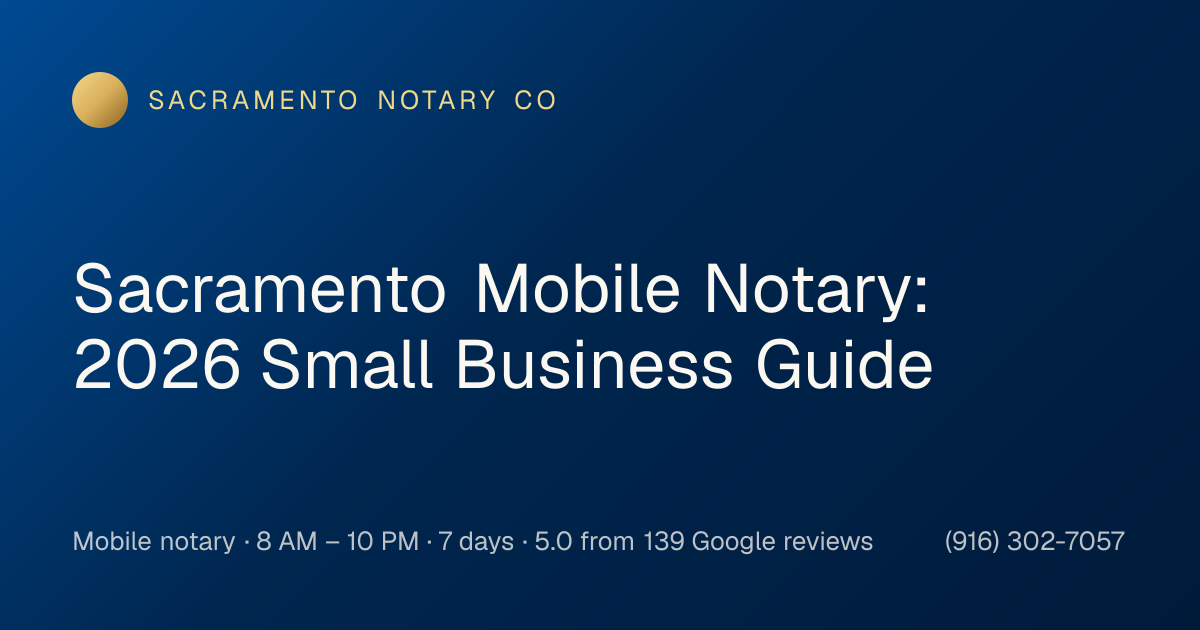 SACRAMENTO NOTARY CO
Sacramento Mobile Notary:
2026 Small Business Guide
Mobile notary · 8 AM – 10 PM · 7 days · 5.0 from 139 Google reviews
(916) 302-7057